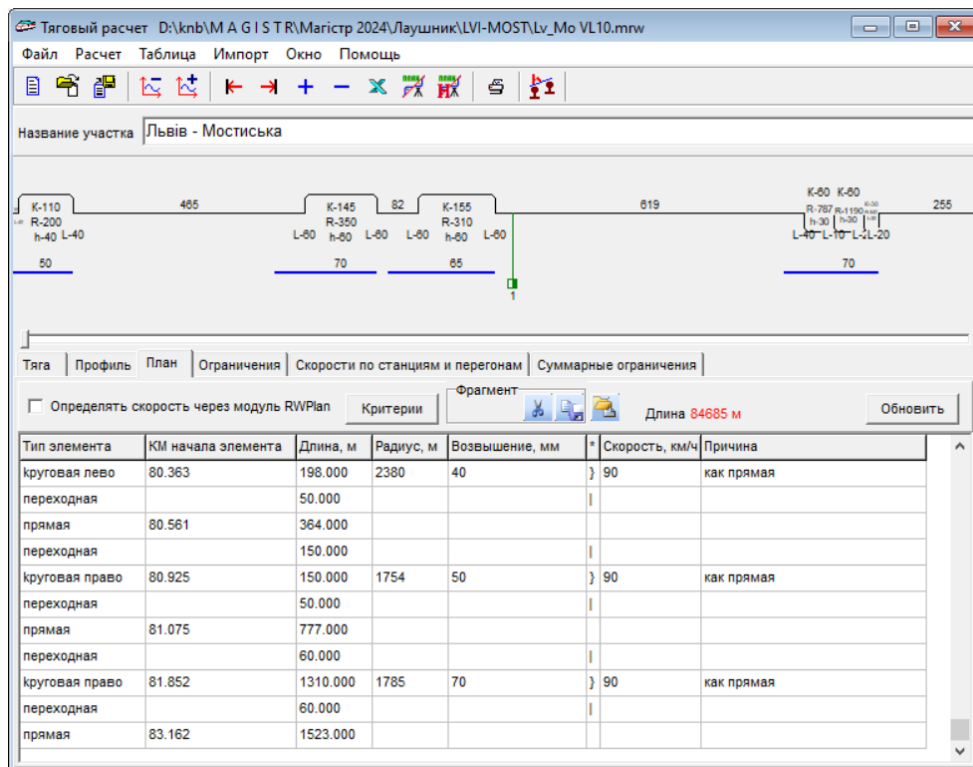 Тяговый расчет D:\knb\M A G I S T R\Магістр 2024\Лаушник\LVI-MOST\Lv_Mo VL10.mrw
Файл Расчет Таблица Импорт Окно Помощь
Название участка Львів - Мостиська
K-110 465 K-145 82 K-155 619 K-60 K-60 255
R-200 R-350 R-310 R-787 R-1190
h-40 L-40 L-60 h-60 L-60 L-60 h-60 L-60 h-30 h-30
L-40 L-10 L-20
50 70 65 70
1
Тяга Профиль План Ограничения Скорости по станциям и перегонам Суммарные ограничения
Определять скорость через модуль RWPlan Критерии Фрагмент Длина 84685 м Обновить
Тип элемента КМ начала элемента Длина, м Радиус, м Возвышение, мм * Скорость, км/ч Причина
круговая лево 80.363 198.000 2380 40 } 90 как прямая
переходная 50.000 |
прямая 80.561 364.000
переходная 150.000 |
круговая право 80.925 150.000 1754 50 } 90 как прямая
переходная 50.000 |
прямая 81.075 777.000
переходная 60.000 |
круговая право 81.852 1310.000 1785 70 } 90 как прямая
переходная 60.000 |
прямая 83.162 1523.000